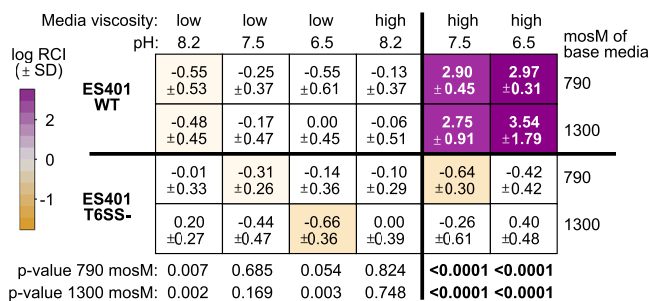 Media viscosity: low low low high high high
pH: 8.2 7.5 6.5 8.2 7.5 6.5
mosM of
base media
log RCI
(± SD)
2
0
-1
ES401
WT
-0.55 -0.25 -0.55 -0.13 2.90 2.97
±0.53 ±0.37 ±0.61 ±0.37 ±0.45 ±0.31
790
-0.48 -0.17 0.00 -0.06 2.75 3.54
±0.45 ±0.47 ±0.45 ±0.51 ±0.91 ±1.79
1300
ES401
T6SS-
-0.01 -0.31 -0.14 -0.10 -0.64 -0.42
±0.33 ±0.26 ±0.36 ±0.29 ±0.30 ±0.42
790
0.20 -0.44 -0.66 0.00 -0.26 0.40
±0.27 ±0.47 ±0.36 ±0.39 ±0.61 ±0.48
1300
p-value 790 mosM: 0.007 0.685 0.054 0.824 <0.0001 <0.0001
p-value 1300 mosM: 0.002 0.169 0.003 0.748 <0.0001 <0.0001